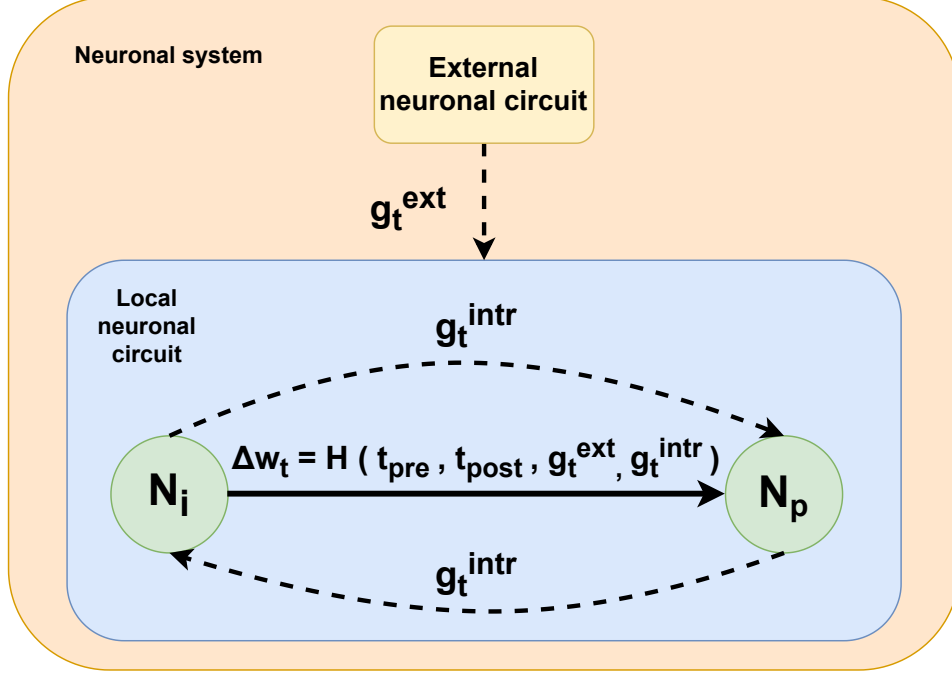 Neuronal system
External
neuronal circuit
g_t^ext
Local
neuronal
circuit
g_t^intr
Δw_t = H ( t_pre , t_post , g_t^ext , g_t^intr )
N_i
N_p
g_t^intr